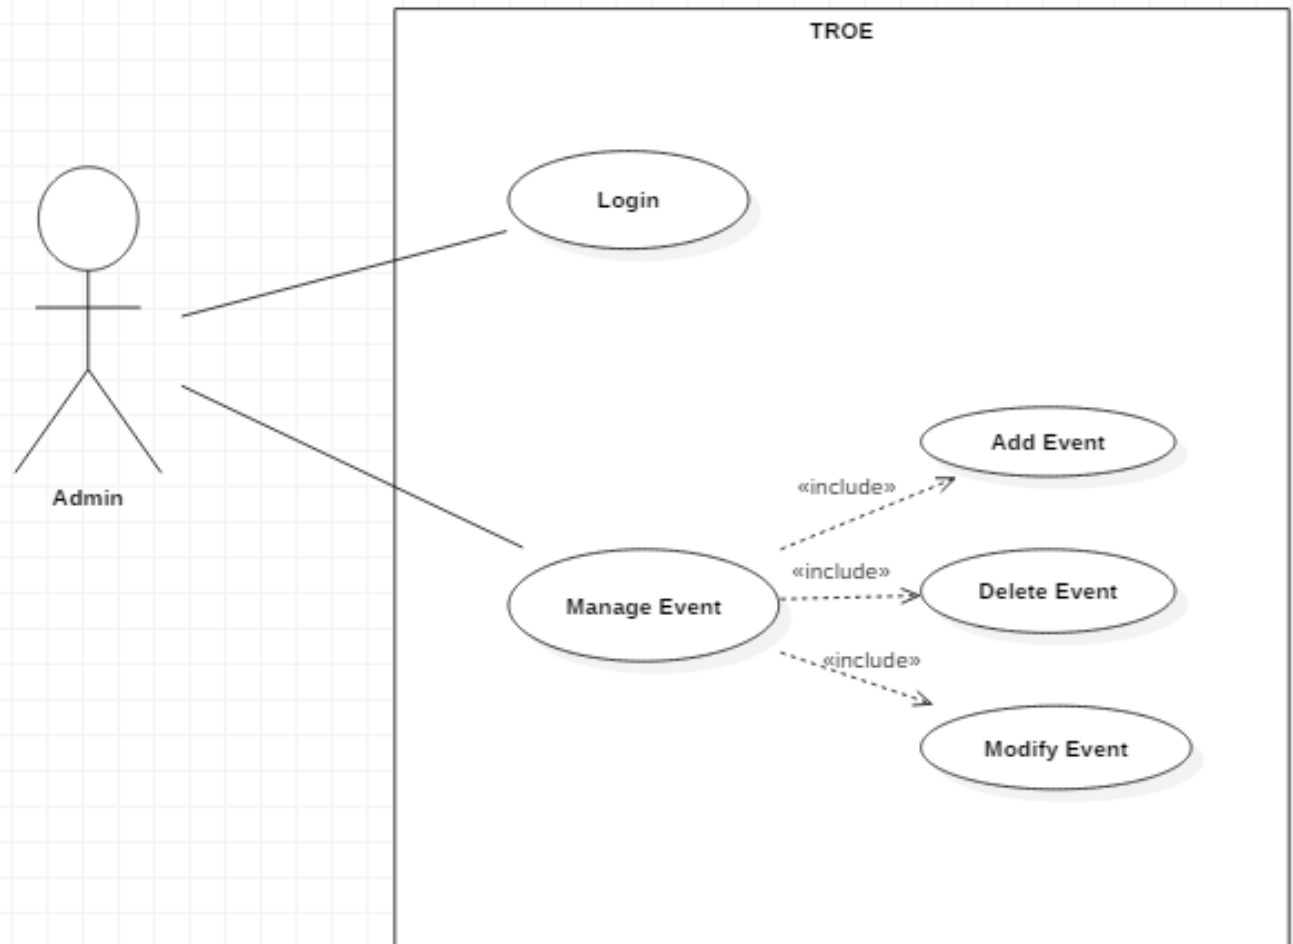 TROE
Login
Admin
Add Event
«include»
«include»
Delete Event
Manage Event
«include»
Modify Event